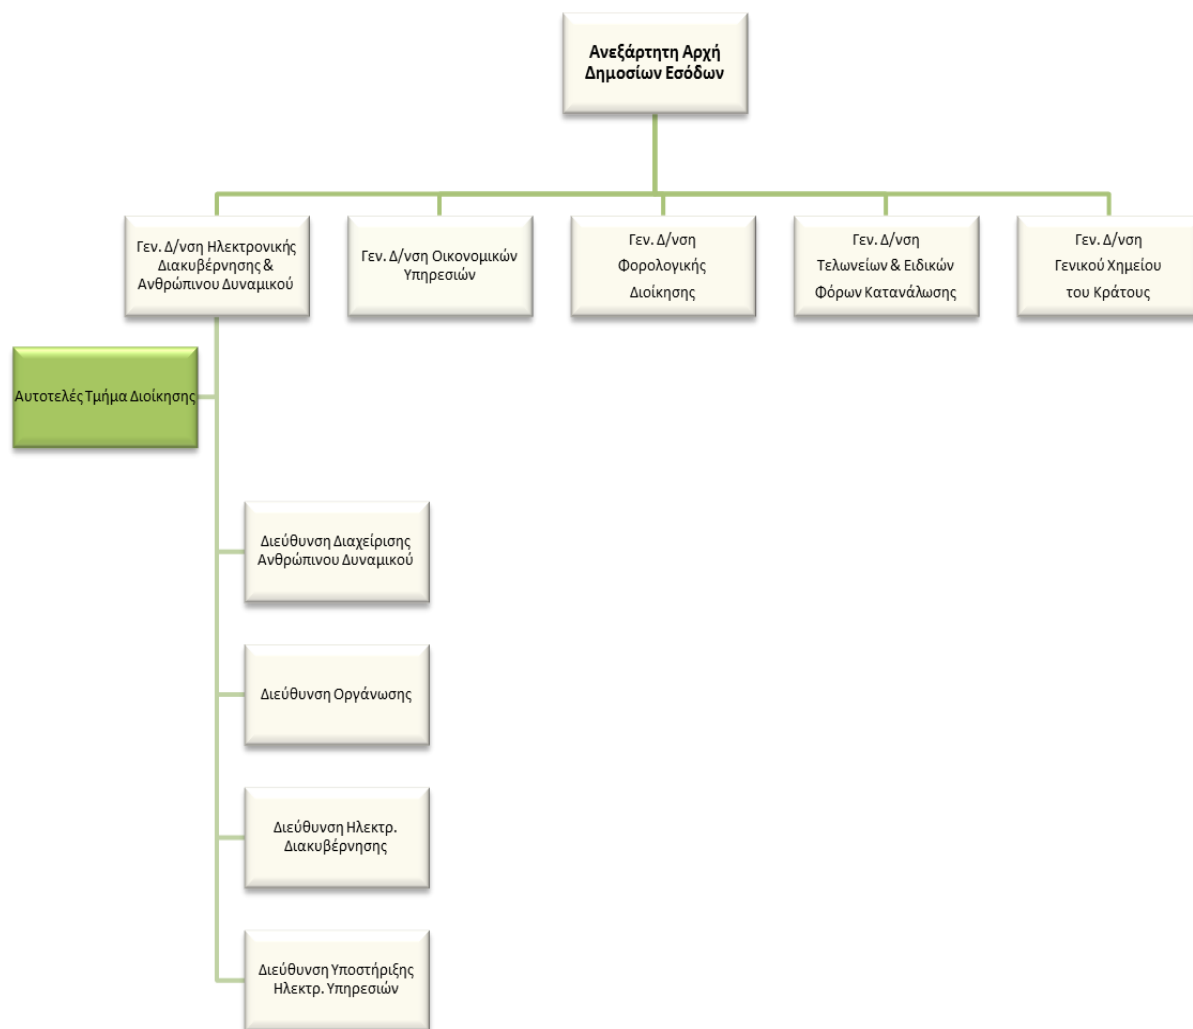 Ανεξάρτητη Αρχή
Δημοσίων Εσόδων
Γεν. Δ/νση Ηλεκτρονικής
Διακυβέρνησης &
Ανθρώπινου Δυναμικού
Γεν. Δ/νση Οικονομικών
Υπηρεσιών
Γεν. Δ/νση
Φορολογικής
Διοίκησης
Γεν. Δ/νση
Τελωνείων & Ειδικών
Φόρων Κατανάλωσης
Γεν. Δ/νση
Γενικού Χημείου
του Κράτους
Αυτοτελές Τμήμα Διοίκησης
Διεύθυνση Διαχείρισης
Ανθρώπινου Δυναμικού
Διεύθυνση Οργάνωσης
Διεύθυνση Ηλεκτρ.
Διακυβέρνησης
Διεύθυνση Υποστήριξης
Ηλεκτρ. Υπηρεσιών